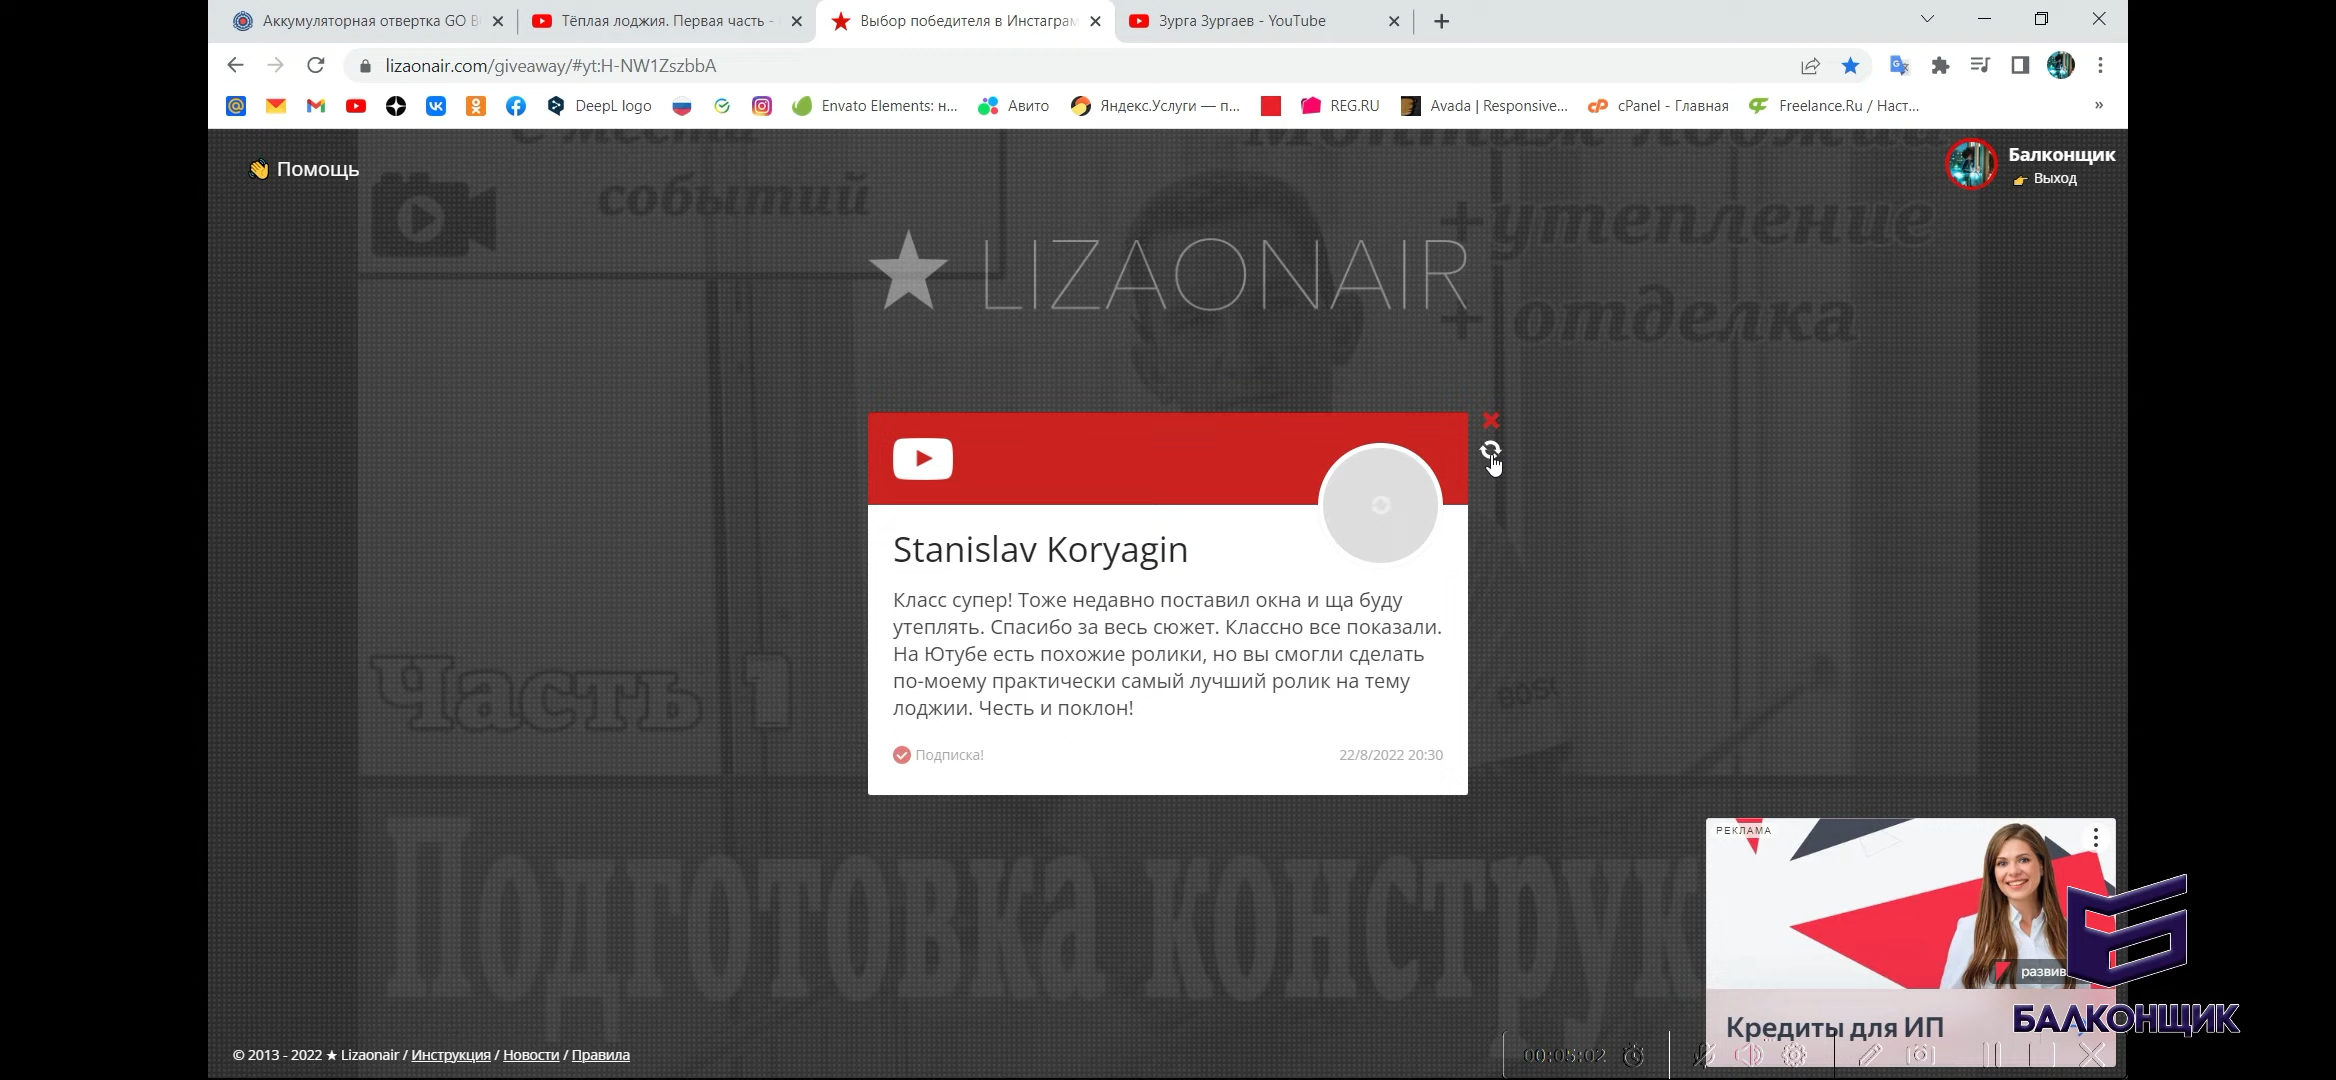 Аккумуляторная отвертка GO B
Тёплая лоджия. Первая часть -
Выбор победителя в Инстаграм
Зурга Зургаев - YouTube
lizaonair.com/giveaway/#yt:H-NW1ZszbbA
DeepL logo
Envato Elements: н...
Авито
Яндекс.Услуги — п...
REG.RU
Avada | Responsive...
cPanel - Главная
Freelance.Ru / Наст...
»
С места
событий
Монтаж лоджии
+утепление
+ отделка
👋 Помощь
Балконщик
👉 Выход
★ LIZAONAIR
Stanislav Koryagin
Класс супер! Тоже недавно поставил окна и ща буду
утеплять. Спасибо за весь сюжет. Классно все показали.
На Ютубе есть похожие ролики, но вы смогли сделать
по-моему практически самый лучший ролик на тему
лоджии. Честь и поклон!
Подписка!
22/8/2022 20:30
Часть 1
Подготовка конструк
РЕКЛАМА
развив
Кредиты для ИП
БАЛКОНЩИК
© 2013 - 2022 ★ Lizaonair / Инструкция / Новости / Правила
00:05:02